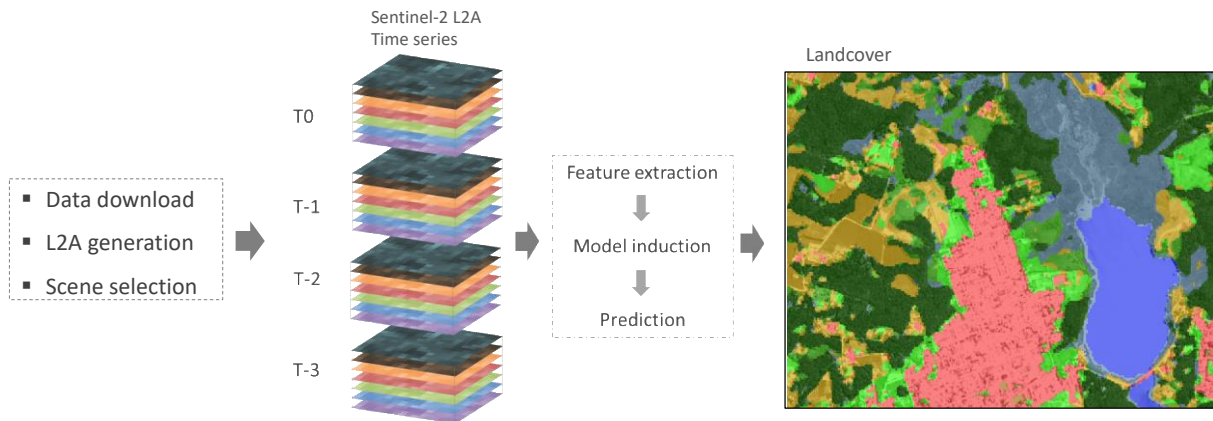 Sentinel-2 L2A
Time series
Landcover
T0
T-1
T-2
T-3
▪ Data download
▪ L2A generation
▪ Scene selection
Feature extraction
Model induction
Prediction